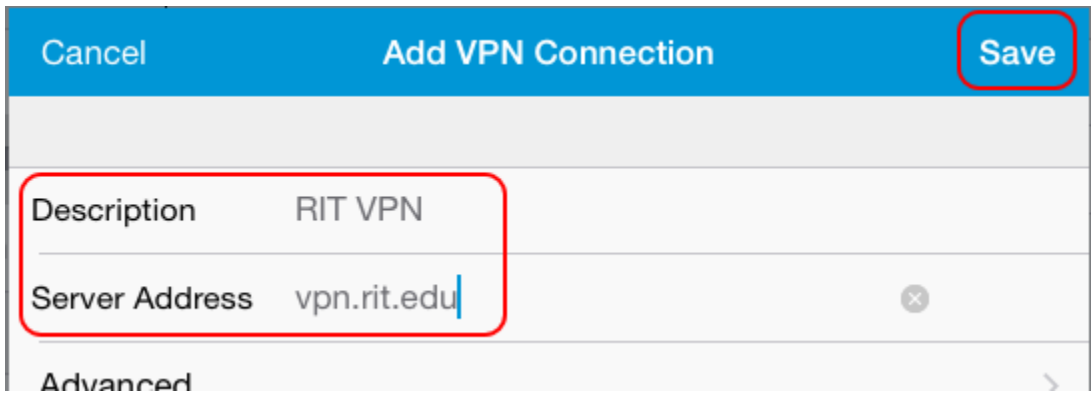 Cancel Add VPN Connection Save
Description RIT VPN
Server Address vpn.rit.edu
Advanced